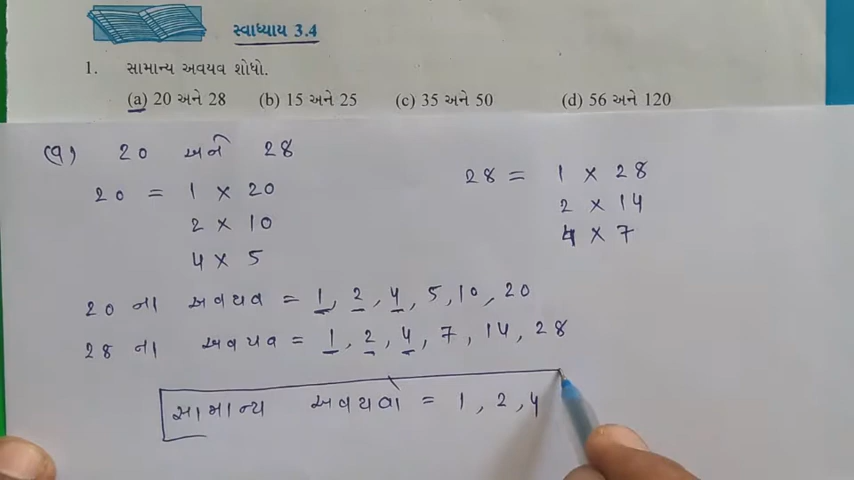 સ્વાધ્યાય 3.4
1. સામાન્ય અવયવ શોધો.
(a) 20 અને 28 (b) 15 અને 25 (c) 35 અને 50 (d) 56 અને 120
(a) 20 અને 28
20 = 1 × 20
2 × 10
4 × 5
28 = 1 × 28
2 × 14
4 × 7
20 ના અવયવ = 1, 2, 4, 5, 10, 20
28 ના અવયવ = 1, 2, 4, 7, 14, 28
સામાન્ય અવયવો = 1, 2, 4